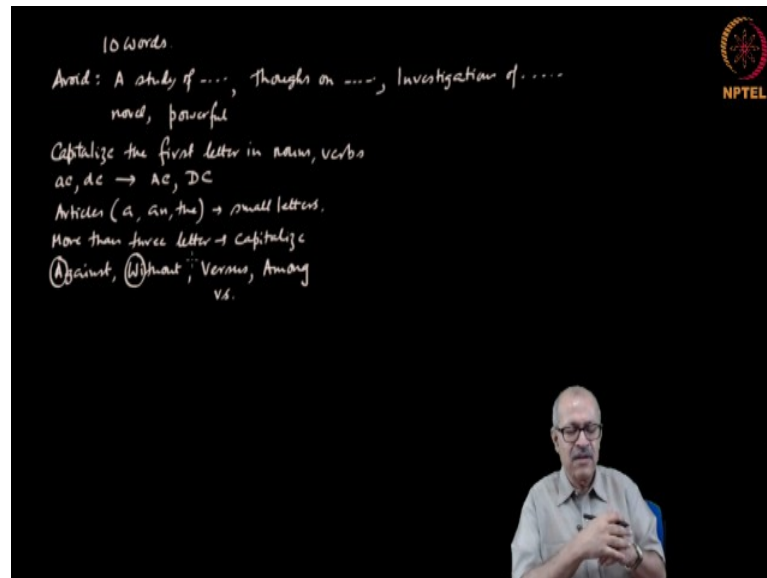 10 words.
NPTEL
Avoid: A study of ...., Thoughts on ....., Investigation of .....
novel, powerful
Capitalize the first letter in nouns, verbs
ac, dc → AC, DC
Articles (a, an, the) → small letters.
More than three letter → capitalize
Against, Without, Versus, Among
vs.